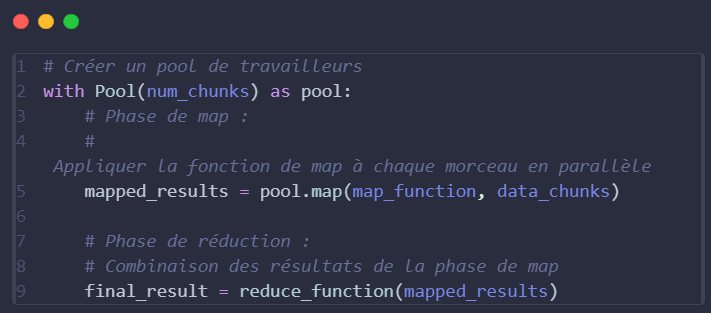 1 # Créer un pool de travailleurs
2 with Pool(num_chunks) as pool:
3     # Phase de map :
4     #
 Appliquer la fonction de map à chaque morceau en parallèle
5     mapped_results = pool.map(map_function, data_chunks)
6
7     # Phase de réduction :
8     # Combinaison des résultats de la phase de map
9     final_result = reduce_function(mapped_results)